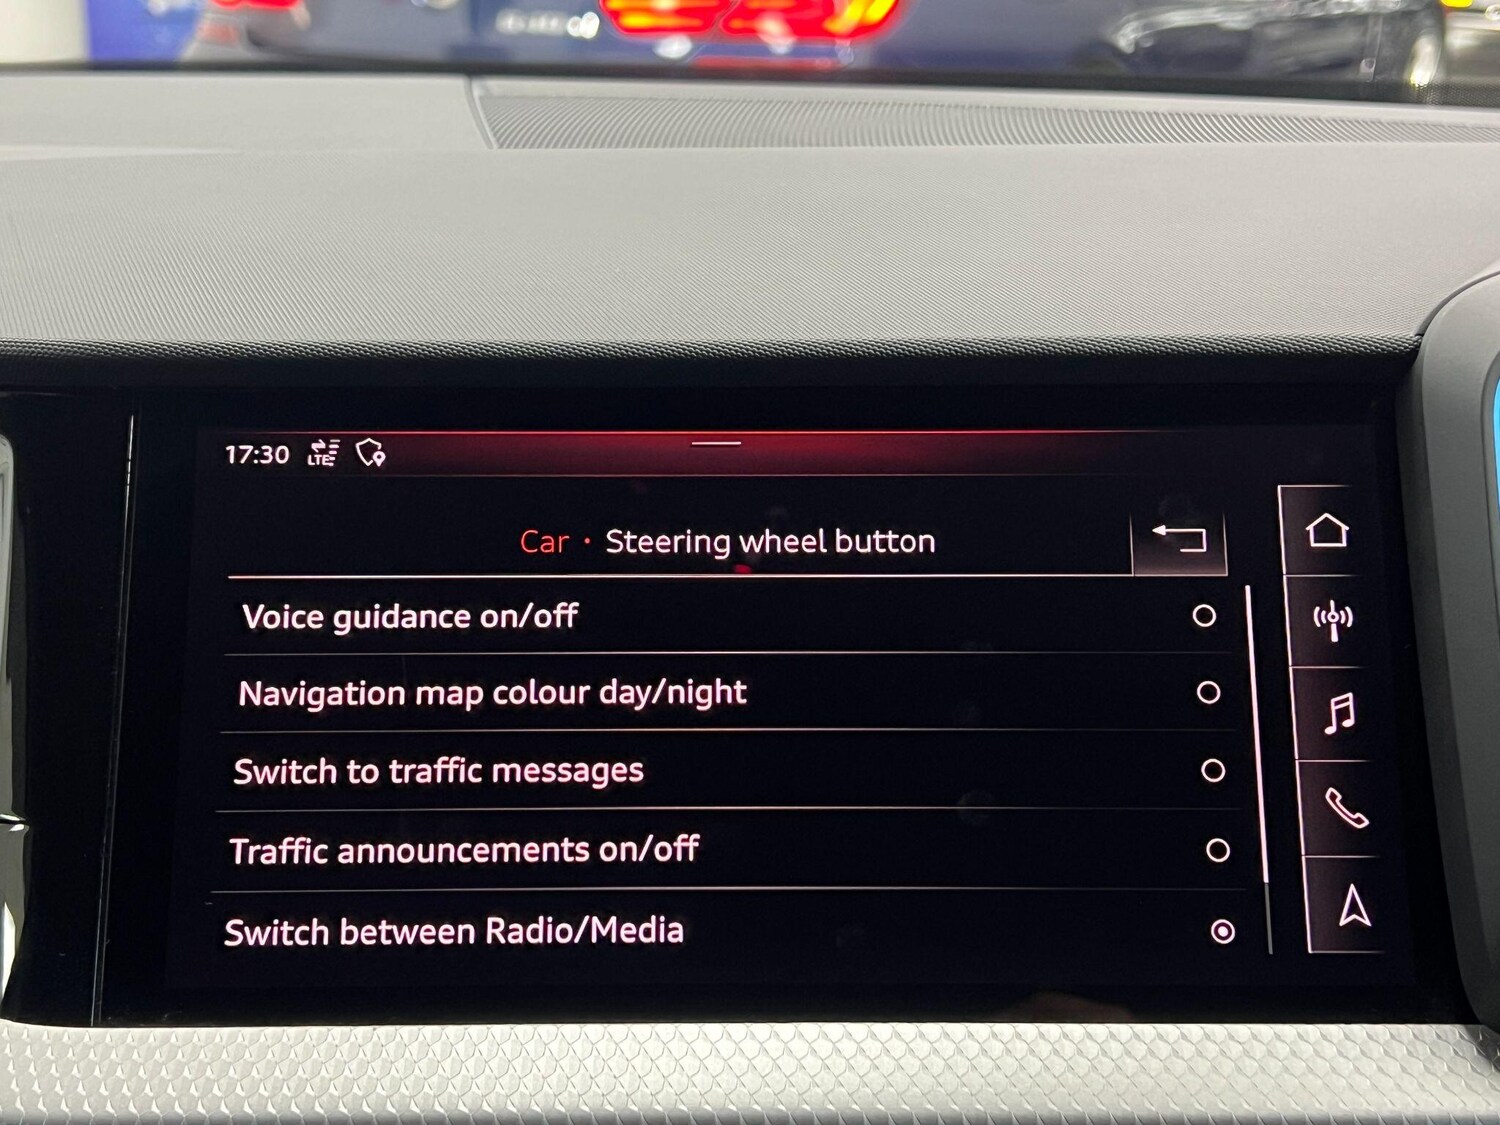 17:30 LTE
Car • Steering wheel button
Voice guidance on/off
Navigation map colour day/night
Switch to traffic messages
Traffic announcements on/off
Switch between Radio/Media